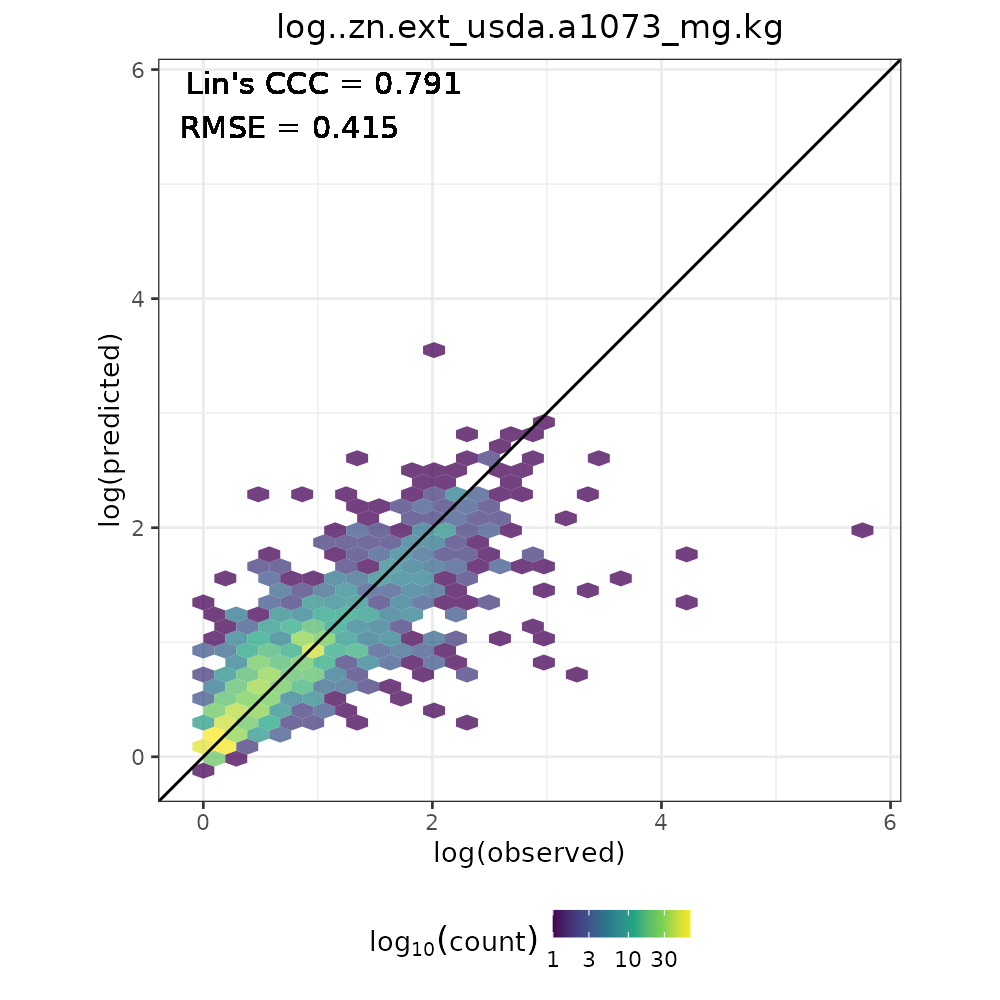 log..zn.ext_usda.a1073_mg.kg
Lin's CCC = 0.791
RMSE = 0.415
6
4
2
0
log(predicted)
0 2 4 6
log(observed)
log10(count)
1 3 10 30